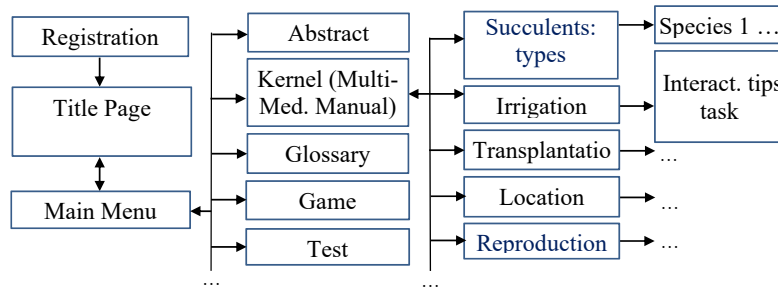 Registration
Title Page
Main Menu
Abstract
Kernel (Multi-
Med. Manual)
Glossary
Game
Test
...
Succulents:
types
Irrigation
Transplantatio
Location
Reproduction
...
Species 1 ...
Interact. tips
task
...
...
...